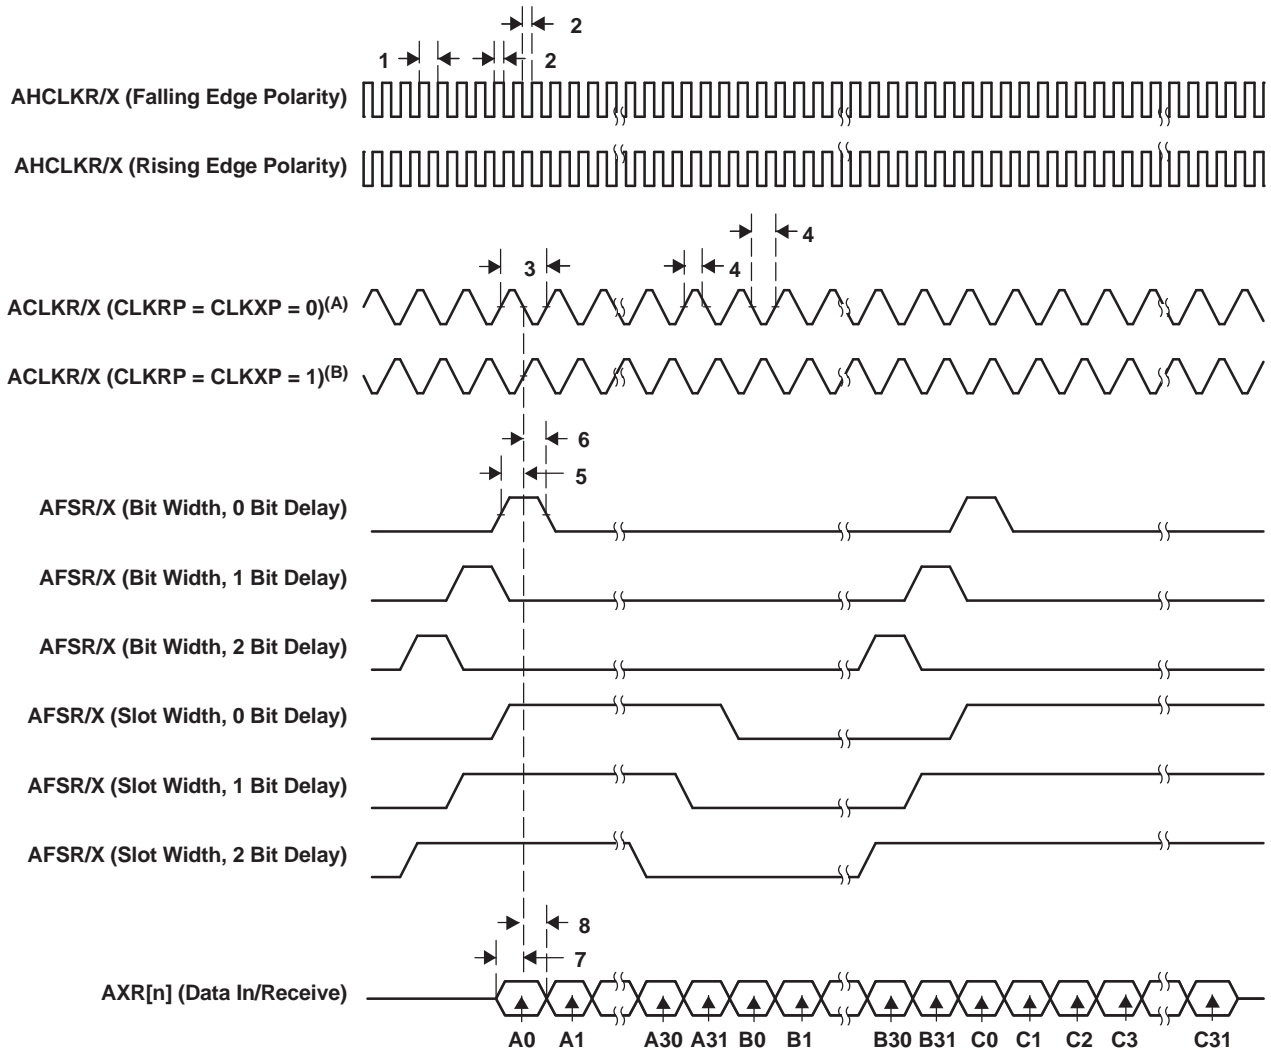 2
1
2
AHCLKR/X (Falling Edge Polarity)
AHCLKR/X (Rising Edge Polarity)
4
3
4
ACLKR/X (CLKRP = CLKXP = 0)(A)
ACLKR/X (CLKRP = CLKXP = 1)(B)
6
5
AFSR/X (Bit Width, 0 Bit Delay)
AFSR/X (Bit Width, 1 Bit Delay)
AFSR/X (Bit Width, 2 Bit Delay)
AFSR/X (Slot Width, 0 Bit Delay)
AFSR/X (Slot Width, 1 Bit Delay)
AFSR/X (Slot Width, 2 Bit Delay)
8
7
AXR[n] (Data In/Receive)
A0 A1 A30 A31 B0 B1 B30 B31 C0 C1 C2 C3 C31